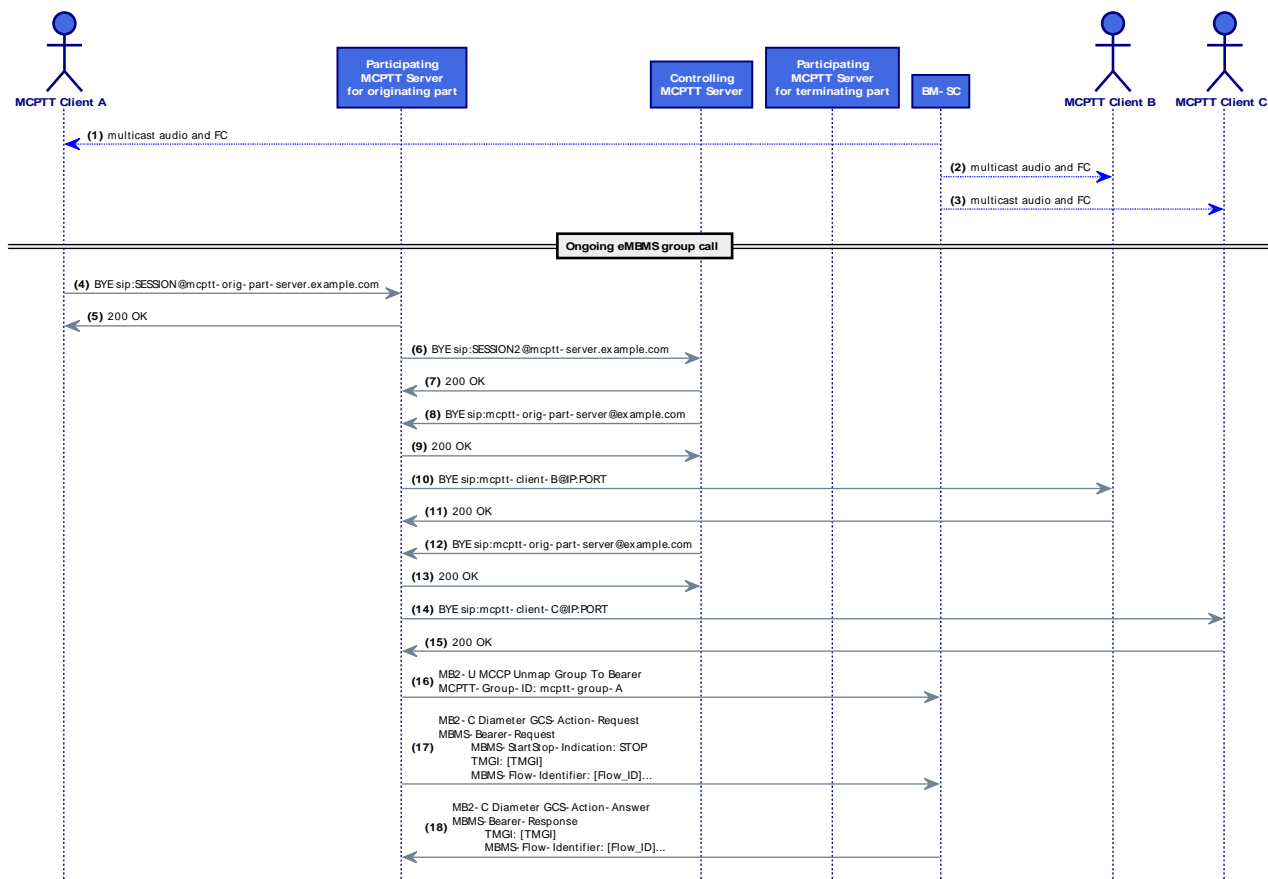 Participating
MCPTT Server
for originating part
Controlling
MCPTT Server
Participating
MCPTT Server
for terminating part
BM-SC
MCPTT Client A
MCPTT Client B
MCPTT Client C
(1) multicast audio and FC
(2) multicast audio and FC
(3) multicast audio and FC
Ongoing eMBMS group call
(4) BYE sip:SESSION@mcptt-orig-part-server.example.com
(5) 200 OK
(6) BYE sip:SESSION2@mcptt-server.example.com
(7) 200 OK
(8) BYE sip:mcptt-orig-part-server@example.com
(9) 200 OK
(10) BYE sip:mcptt-client-B@IP:PORT
(11) 200 OK
(12) BYE sip:mcptt-orig-part-server@example.com
(13) 200 OK
(14) BYE sip:mcptt-client-C@IP:PORT
(15) 200 OK
(16) MB2-U MCCP Unmap Group To Bearer
MCPTT-Group-ID: mcptt-group-A
MB2-C Diameter GCS-Action-Request
MBMS-Bearer-Request
(17) MBMS-StartStop-Indication: STOP
TMGI: [TMGI]
MBMS-Flow-Identifier: [Flow_ID]...
MB2-C Diameter GCS-Action-Answer
(18) MBMS-Bearer-Response
TMGI: [TMGI]
MBMS-Flow-Identifier: [Flow_ID]...